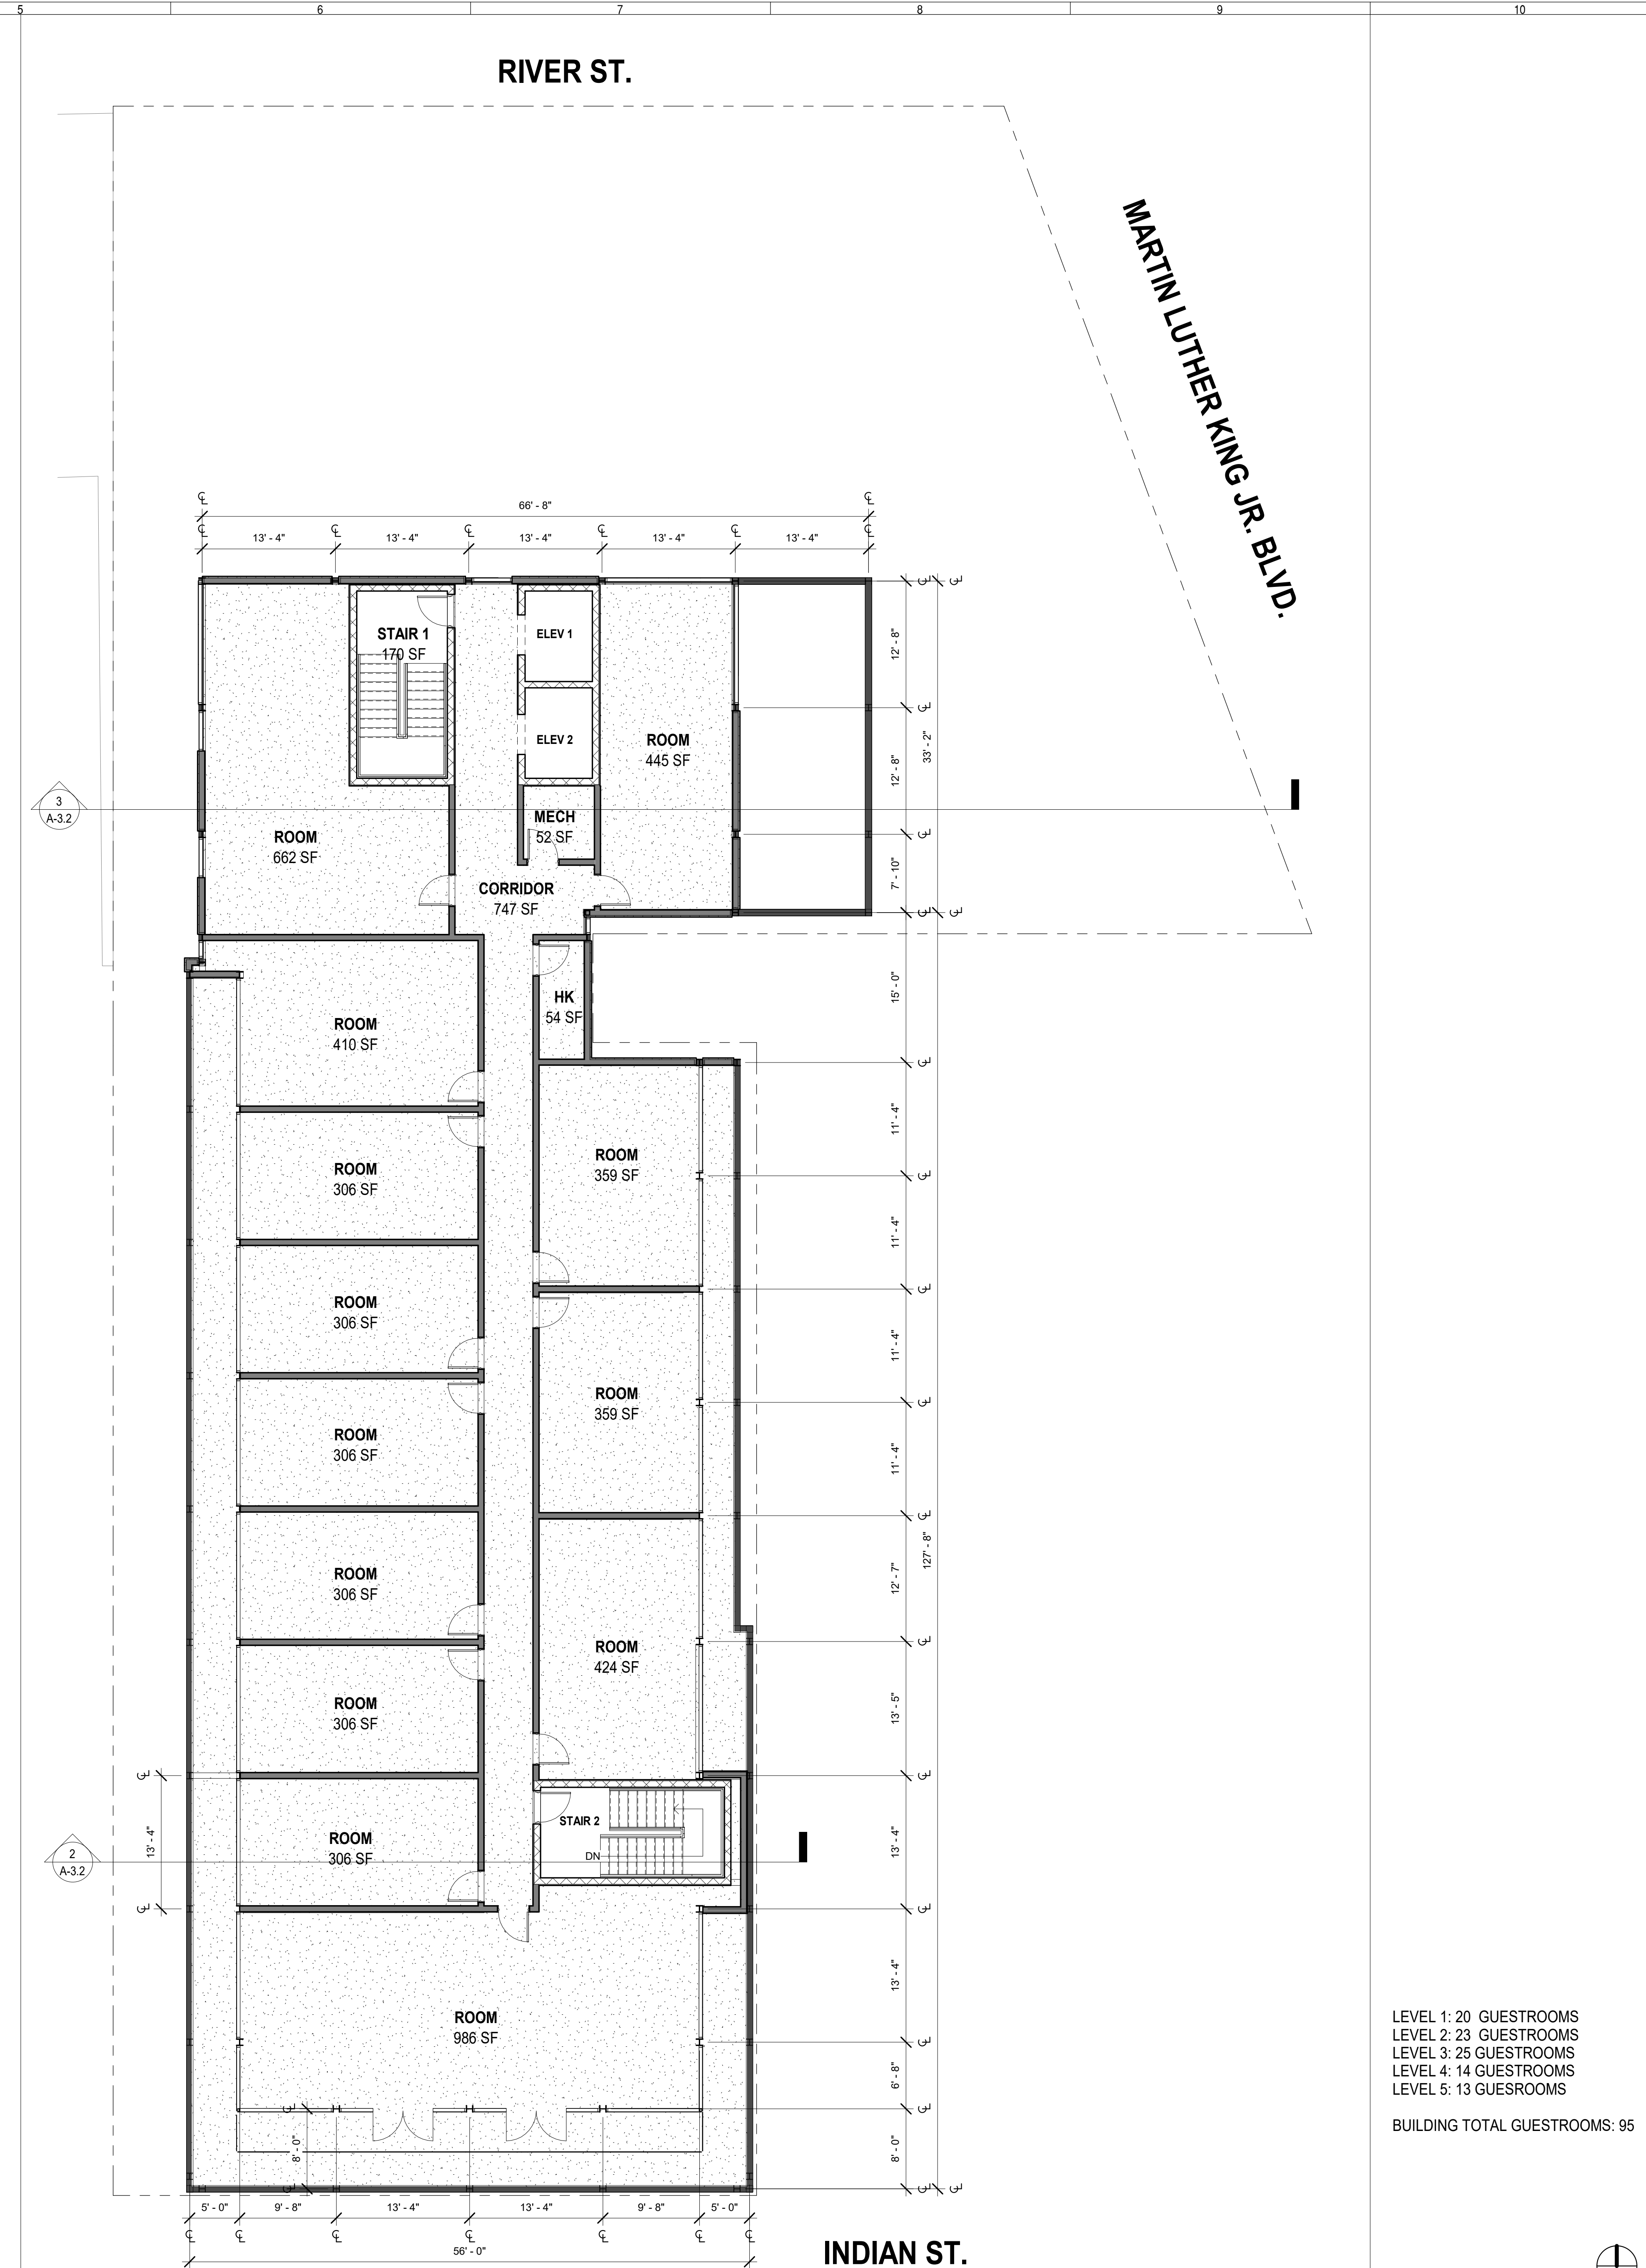 5 6 7 8 9 10
RIVER ST.
MARTIN LUTHER KING JR. BLVD.
66' - 8"
13' - 4" 13' - 4" 13' - 4" 13' - 4" 13' - 4"
STAIR 1
170 SF
ELEV 1
12' - 8"
ELEV 2
ROOM
445 SF
33' - 2"
12' - 8"
3
A-3.2
MECH
52 SF
ROOM
662 SF
7' - 10"
CORRIDOR
747 SF
HK
54 SF
15' - 0"
ROOM
410 SF
11' - 4"
ROOM
359 SF
ROOM
306 SF
11' - 4"
ROOM
306 SF
11' - 4"
ROOM
359 SF
ROOM
306 SF
11' - 4"
127' - 8"
ROOM
306 SF
12' - 7"
ROOM
424 SF
ROOM
306 SF
13' - 5"
STAIR 2
ROOM
306 SF
13' - 4"
13' - 4"
DN
2
A-3.2
13' - 4"
ROOM
986 SF
6' - 8"
8' - 0"
8' - 0"
5' - 0" 9' - 8" 13' - 4" 13' - 4" 9' - 8" 5' - 0"
56' - 0"
INDIAN ST.
LEVEL 1: 20 GUESTROOMS
LEVEL 2: 23 GUESTROOMS
LEVEL 3: 25 GUESTROOMS
LEVEL 4: 14 GUESTROOMS
LEVEL 5: 13 GUESROOMS
BUILDING TOTAL GUESTROOMS: 95